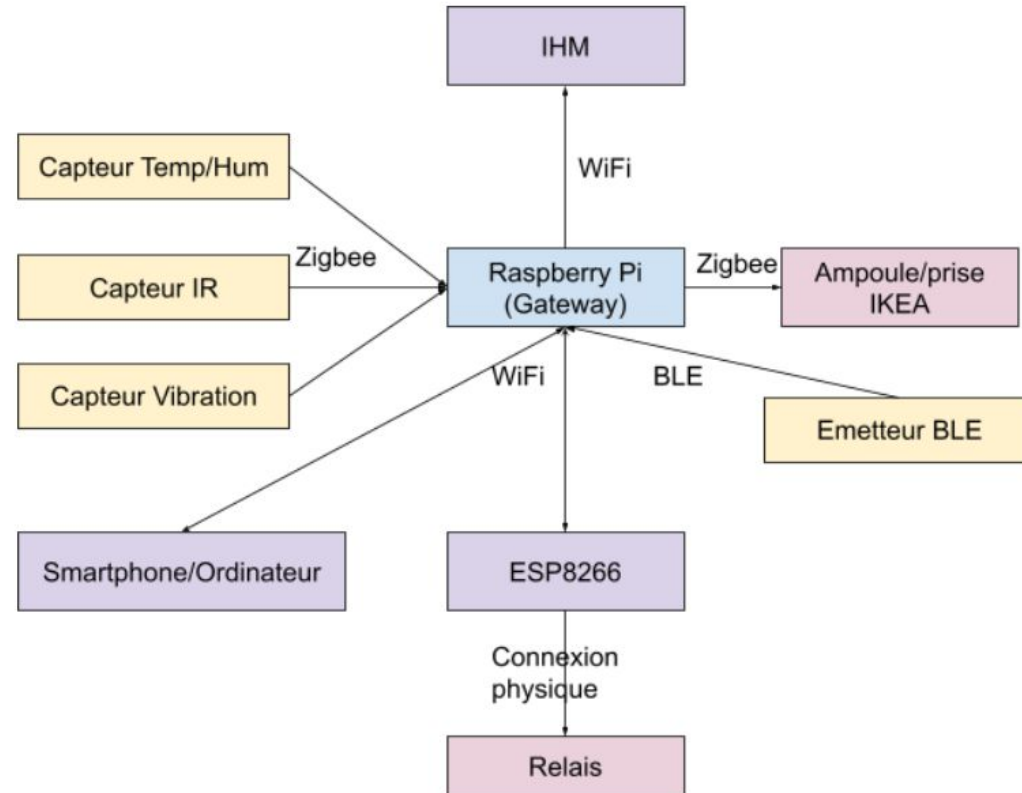 IHM
WiFi
Capteur Temp/Hum
Zigbee
Capteur IR
Raspberry Pi
(Gateway)
Zigbee
Ampoule/prise
IKEA
Capteur Vibration
WiFi
BLE
Emetteur BLE
Smartphone/Ordinateur
ESP8266
Connexion
physique
Relais